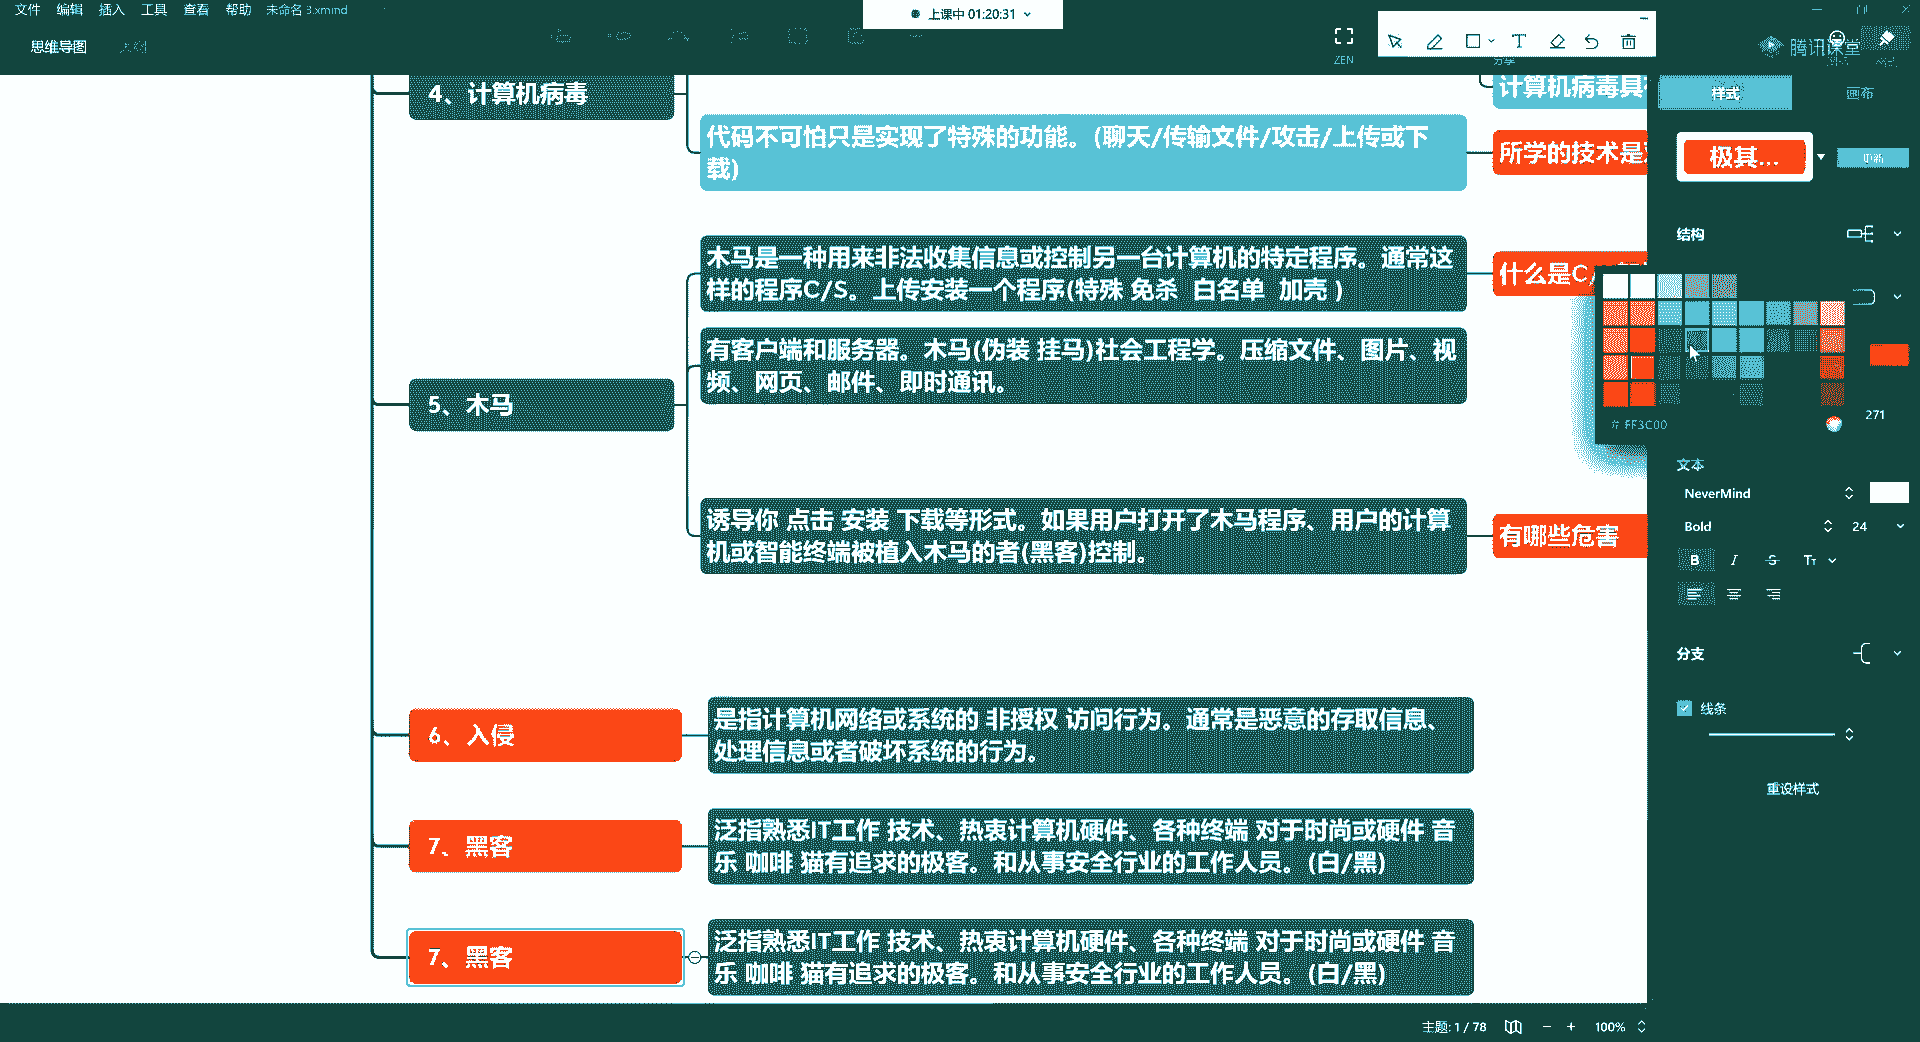 文件 编辑 插入 工具 查看 帮助 未命名 3.xmind
上课中 01:20:31
思维导图
ZEN
分享
腾讯课堂
4、计算机病毒
计算机病毒具
样式
画布
代码不可怕只是实现了特殊的功能。(聊天/传输文件/攻击/上传或下
载)
所学的技术是
极其...
更新
结构
木马是一种用来非法收集信息或控制另一台计算机的特定程序。通常这
样的程序C/S。上传安装一个程序(特殊 免杀 白名单 加壳 )
什么是C/
有客户端和服务器。木马(伪装 挂马)社会工程学。压缩文件、图片、视
频、网页、邮件、即时通讯。
5、木马
# FF3C00
271
文本
NeverMind
Bold
24
B I S Tт
诱导你 点击 安装 下载等形式。如果用户打开了木马程序、用户的计算
机或智能终端被植入木马的者(黑客)控制。
有哪些危害
分支
线条
重设样式
6、入侵
是指计算机网络或系统的 非授权 访问行为。通常是恶意的存取信息、
处理信息或者破坏系统的行为。
7、黑客
泛指熟悉IT工作 技术、热衷计算机硬件、各种终端 对于时尚或硬件 音
乐 咖啡 猫有追求的极客。和从事安全行业的工作人员。(白/黑)
7、黑客
泛指熟悉IT工作 技术、热衷计算机硬件、各种终端 对于时尚或硬件 音
乐 咖啡 猫有追求的极客。和从事安全行业的工作人员。(白/黑)
主题: 1 / 78
100%